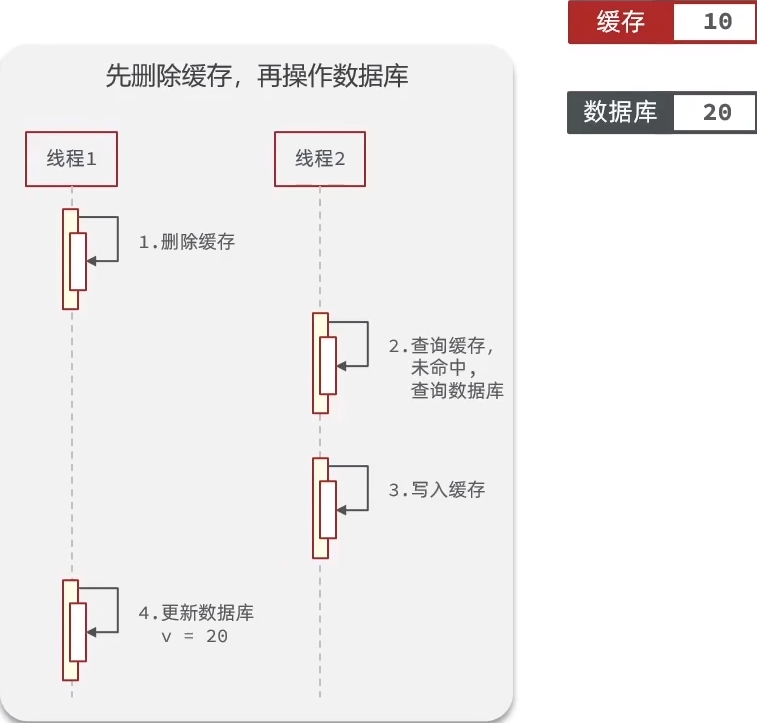 缓存 10
先删除缓存，再操作数据库
数据库 20
线程1 线程2
1.删除缓存
2.查询缓存，
未命中，
查询数据库
3.写入缓存
4.更新数据库
v = 20